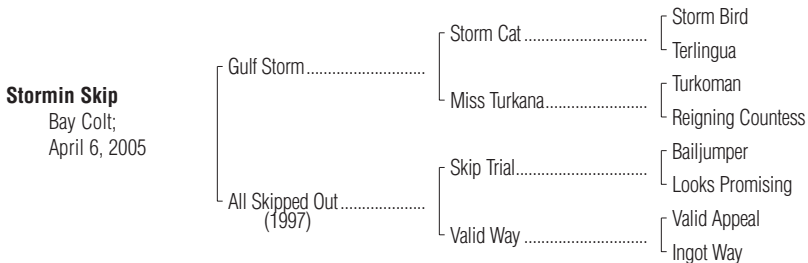 Storm Bird
Storm Cat ..............................
Terlingua
Gulf Storm.............................
Turkoman
Miss Turkana.........................
Reigning Countess
Stormin Skip
Bay Colt;
April 6, 2005
Bailjumper
Skip Trial................................
Looks Promising
All Skipped Out.....................
(1997)
Valid Appeal
Valid Way ..............................
Ingot Way